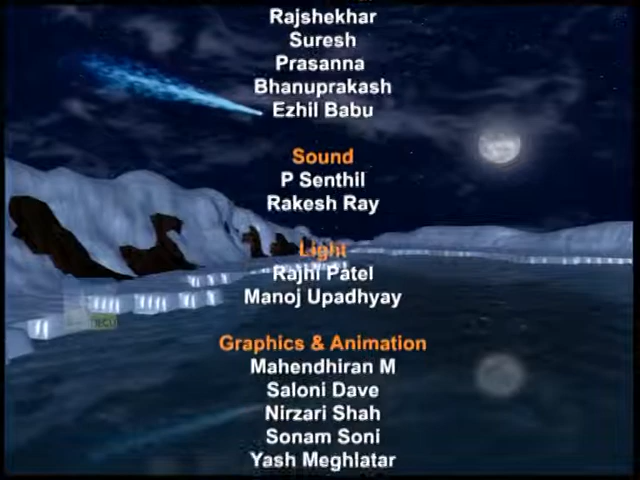 Rajshekhar
Suresh
Prasanna
Bhanuprakash
Ezhil Babu
Sound
P Senthil
Rakesh Ray
Light
Rajhi Patel
Manoj Upadhyay
Graphics & Animation
Mahendhiran M
Saloni Dave
Nirzari Shah
Sonam Soni
Yash Meghlatar